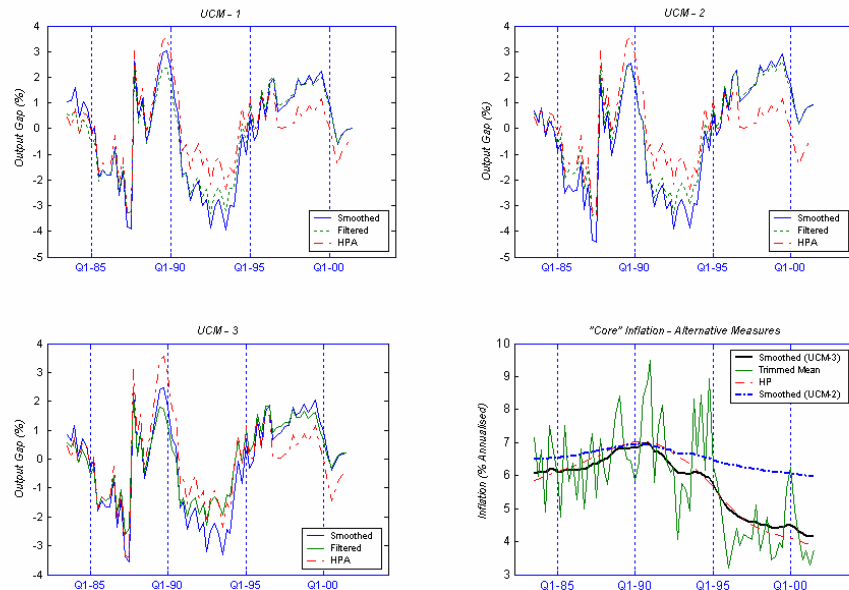 UCM - 1
Output Gap (%)
4
3
2
1
0
-1
-2
-3
-4
-5
Q1-85
Q1-90
Q1-95
Q1-00
Smoothed
Filtered
HPA
UCM - 2
Output Gap (%)
4
3
2
1
0
-1
-2
-3
-4
-5
Q1-85
Q1-90
Q1-95
Q1-00
Smoothed
Filtered
HPA
UCM - 3
Output Gap (%)
4
3
2
1
0
-1
-2
-3
-4
Q1-85
Q1-90
Q1-95
Q1-00
Smoothed
Filtered
HPA
"Core" Inflation - Alternative Measures
Inflation (% Annualised)
10
9
8
7
6
5
4
3
Q1-85
Q1-90
Q1-95
Q1-00
Smoothed (UCM-3)
Trimmed Mean
HP
Smoothed (UCM-2)